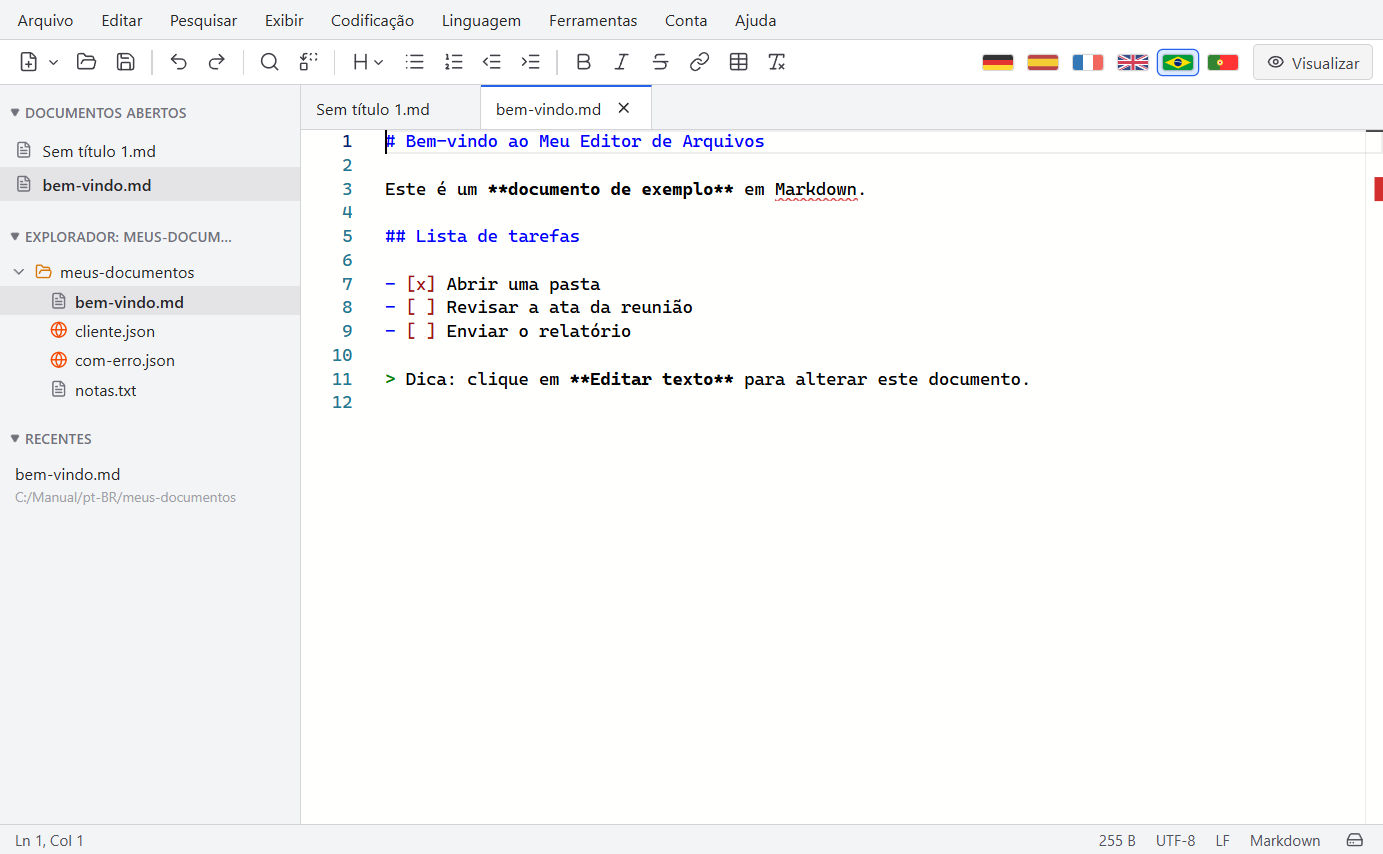 Arquivo Editar Pesquisar Exibir Codificação Linguagem Ferramentas Conta Ajuda
Visualizar
DOCUMENTOS ABERTOS
Sem título 1.md
bem-vindo.md
EXPLORADOR: MEUS-DOCUM...
meus-documentos
bem-vindo.md
cliente.json
com-erro.json
notas.txt
RECENTES
bem-vindo.md
C:/Manual/pt-BR/meus-documentos
Sem título 1.md bem-vindo.md
1 # Bem-vindo ao Meu Editor de Arquivos
2
3 Este é um **documento de exemplo** em Markdown.
4
5 ## Lista de tarefas
6
7 - [x] Abrir uma pasta
8 - [ ] Revisar a ata da reunião
9 - [ ] Enviar o relatório
10
11 > Dica: clique em **Editar texto** para alterar este documento.
12
Ln 1, Col 1 255 B UTF-8 LF Markdown